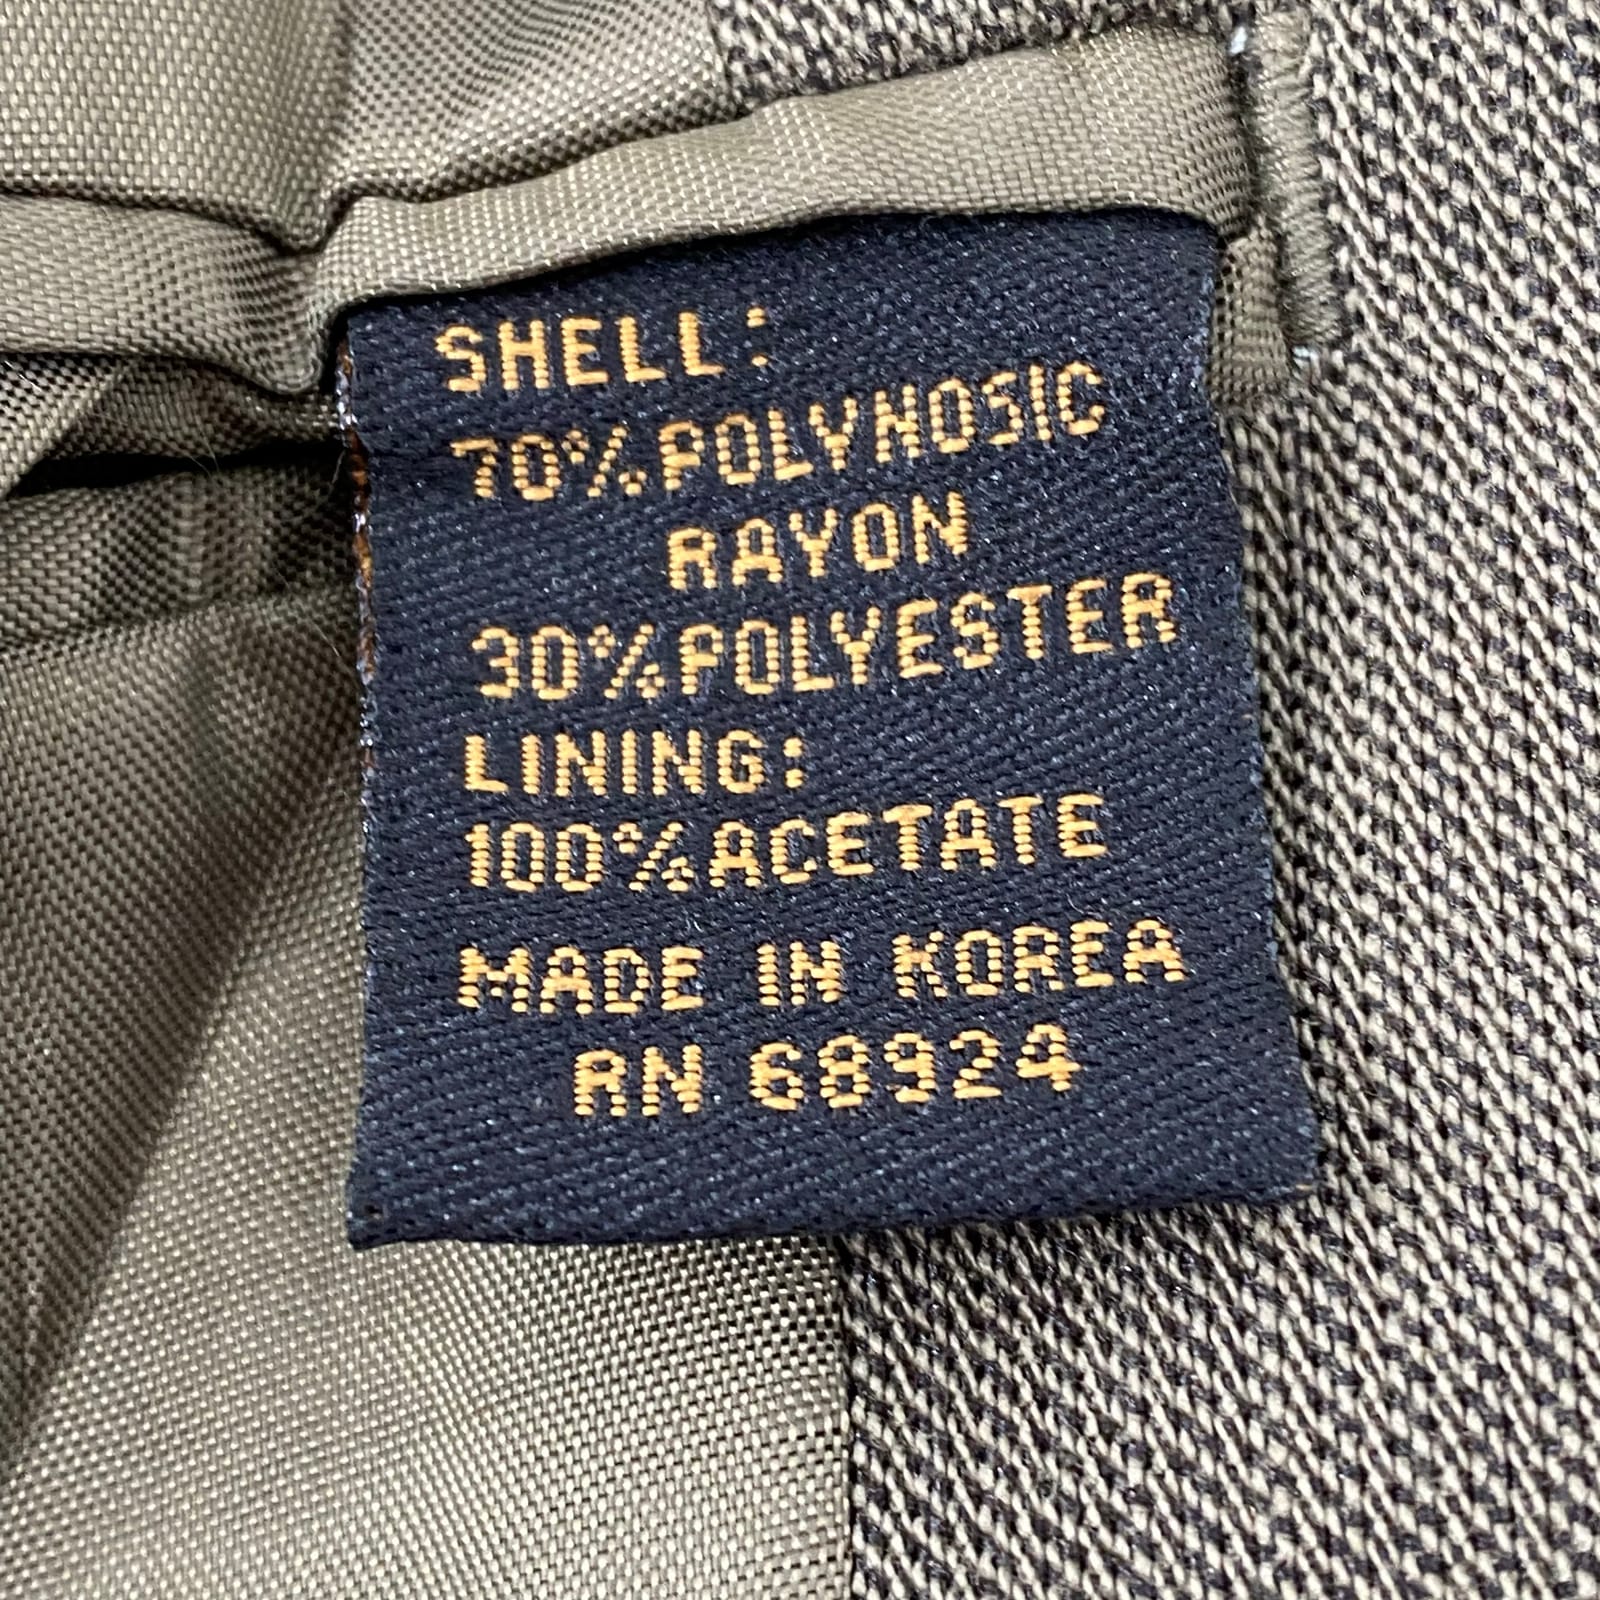 SHELL:
70% POLYNOSIC
RAYON
30% POLYESTER
LINING:
100% ACETATE
MADE IN KOREA
RN 68924